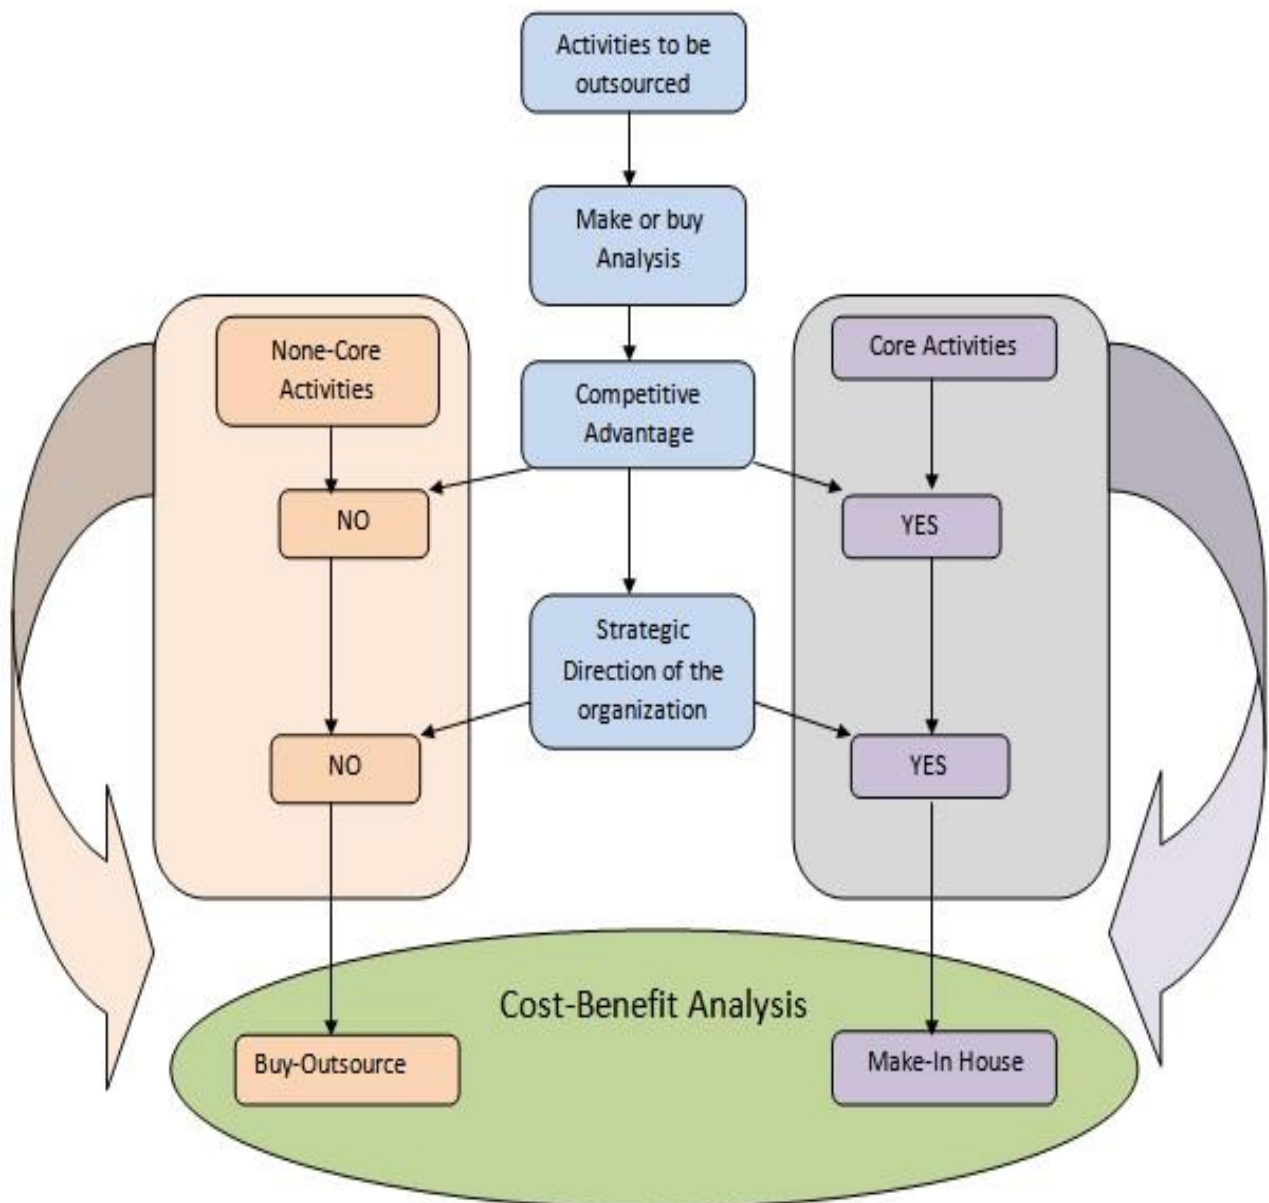 Activities to be
outsourced
Make or buy
Analysis
None-Core
Activities
Competitive
Advantage
Core Activities
NO
YES
Strategic
Direction of the
organization
NO
YES
Cost-Benefit Analysis
Buy-Outsource
Make-In House